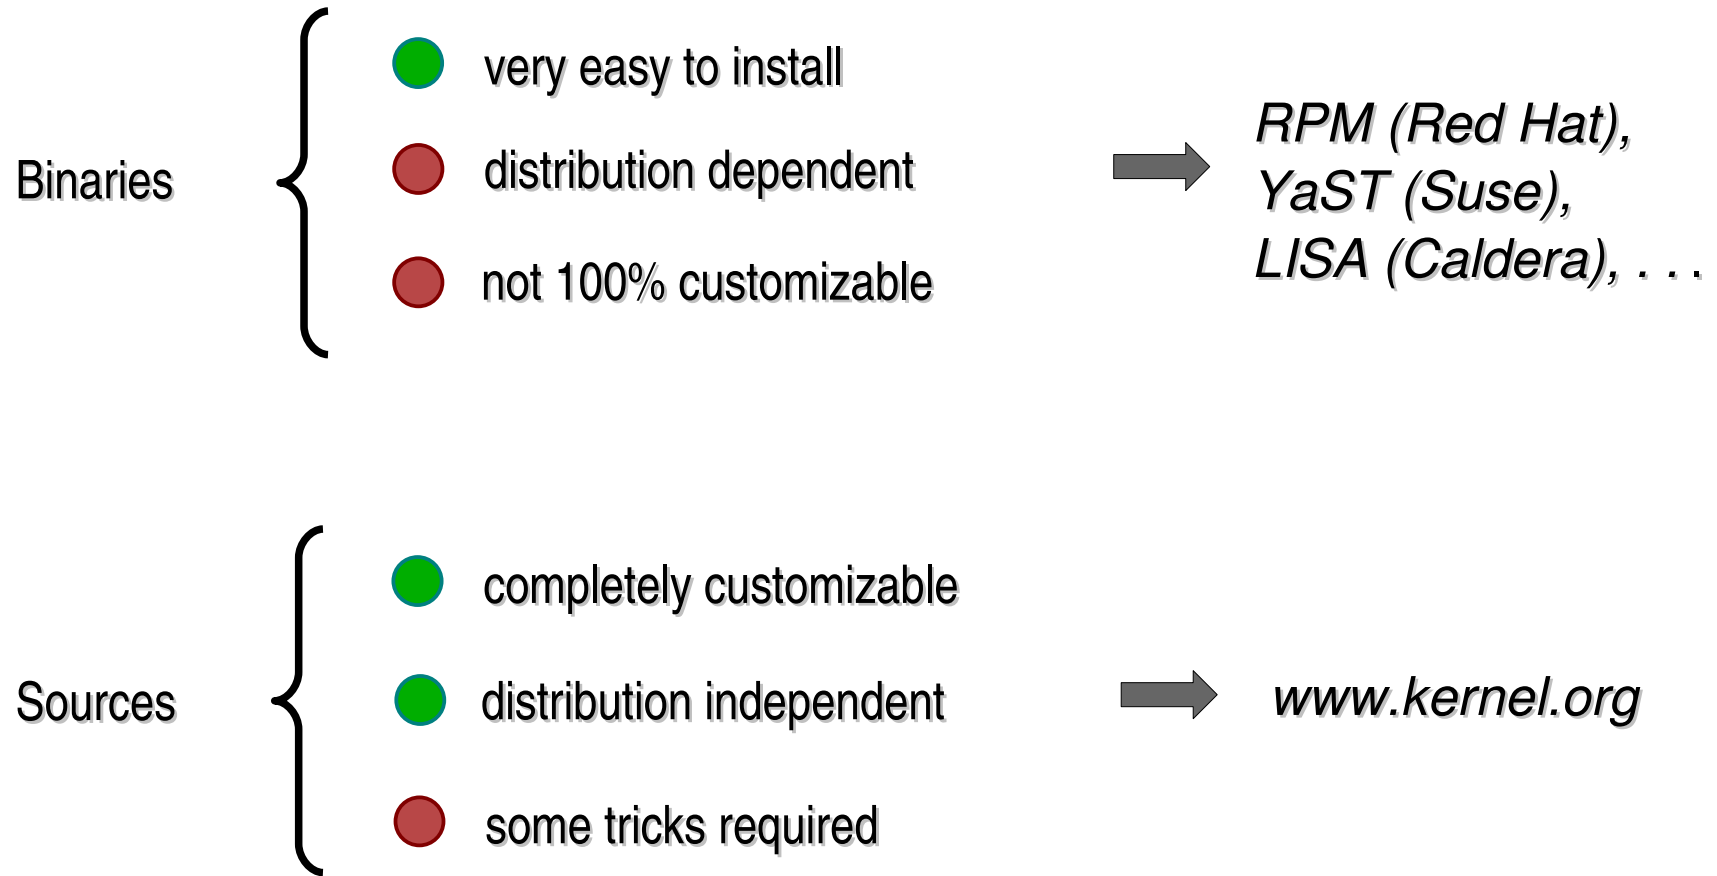 Binaries
very easy to install
distribution dependent
not 100% customizable
RPM (Red Hat),
YaST (Suse),
LISA (Caldera), . . .
Sources
completely customizable
distribution independent
some tricks required
www.kernel.org